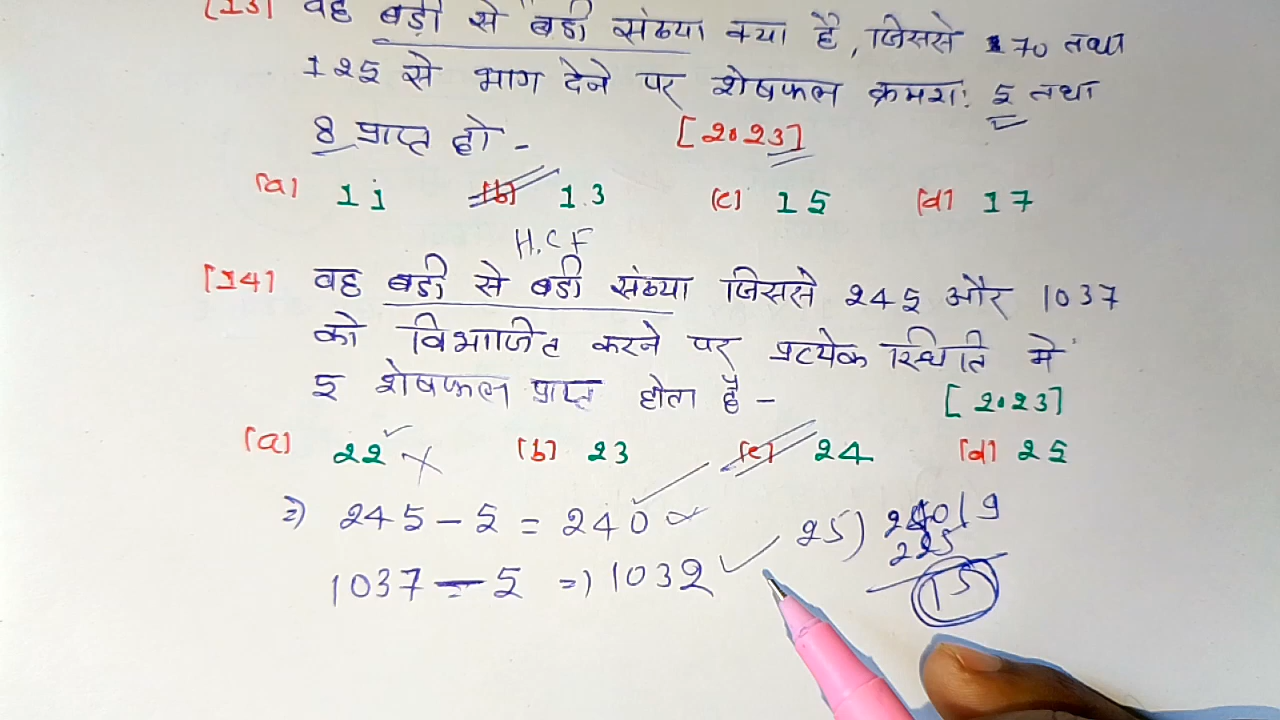 [13] वह बड़ी से बडी संख्या क्या है, जिससे 70 तथा
125 से भाग देने पर शेषफल क्रमश: 5 तथा
8 प्राप्त हो - [2023]
(a) 11 (b) 13 (c) 15 (d) 17
H.C.F
[14] वह बडी से बडी संख्या जिससे 245 और 1037
को विभाजित करने पर प्रत्येक स्थिति मे
5 शेषफल प्राप्त होता है - [2023]
(a) 22 (b) 23 (c) 24 (d) 25
=) 245 - 5 = 240
1037 - 5 =) 1032
25) 240 (9
225
15